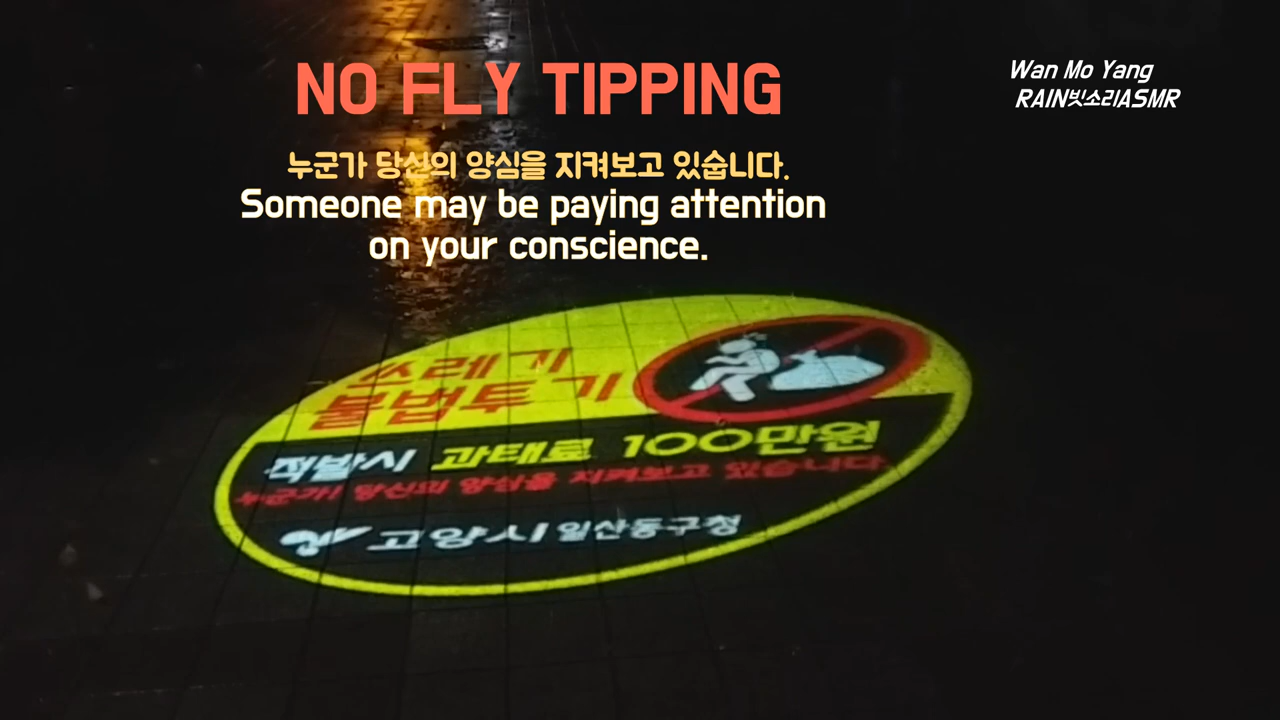 NO FLY TIPPING
Wan Mo Yang
RAIN빗소리ASMR
누군가 당신의 양심을 지켜보고 있숩니다.
Someone may be paying attention
on your conscience.
쓰레기
불법투기
적발시 과태료 100만원
누군가! 당신의 양심을 지켜보고 있습니다.
고양시 일산동구청